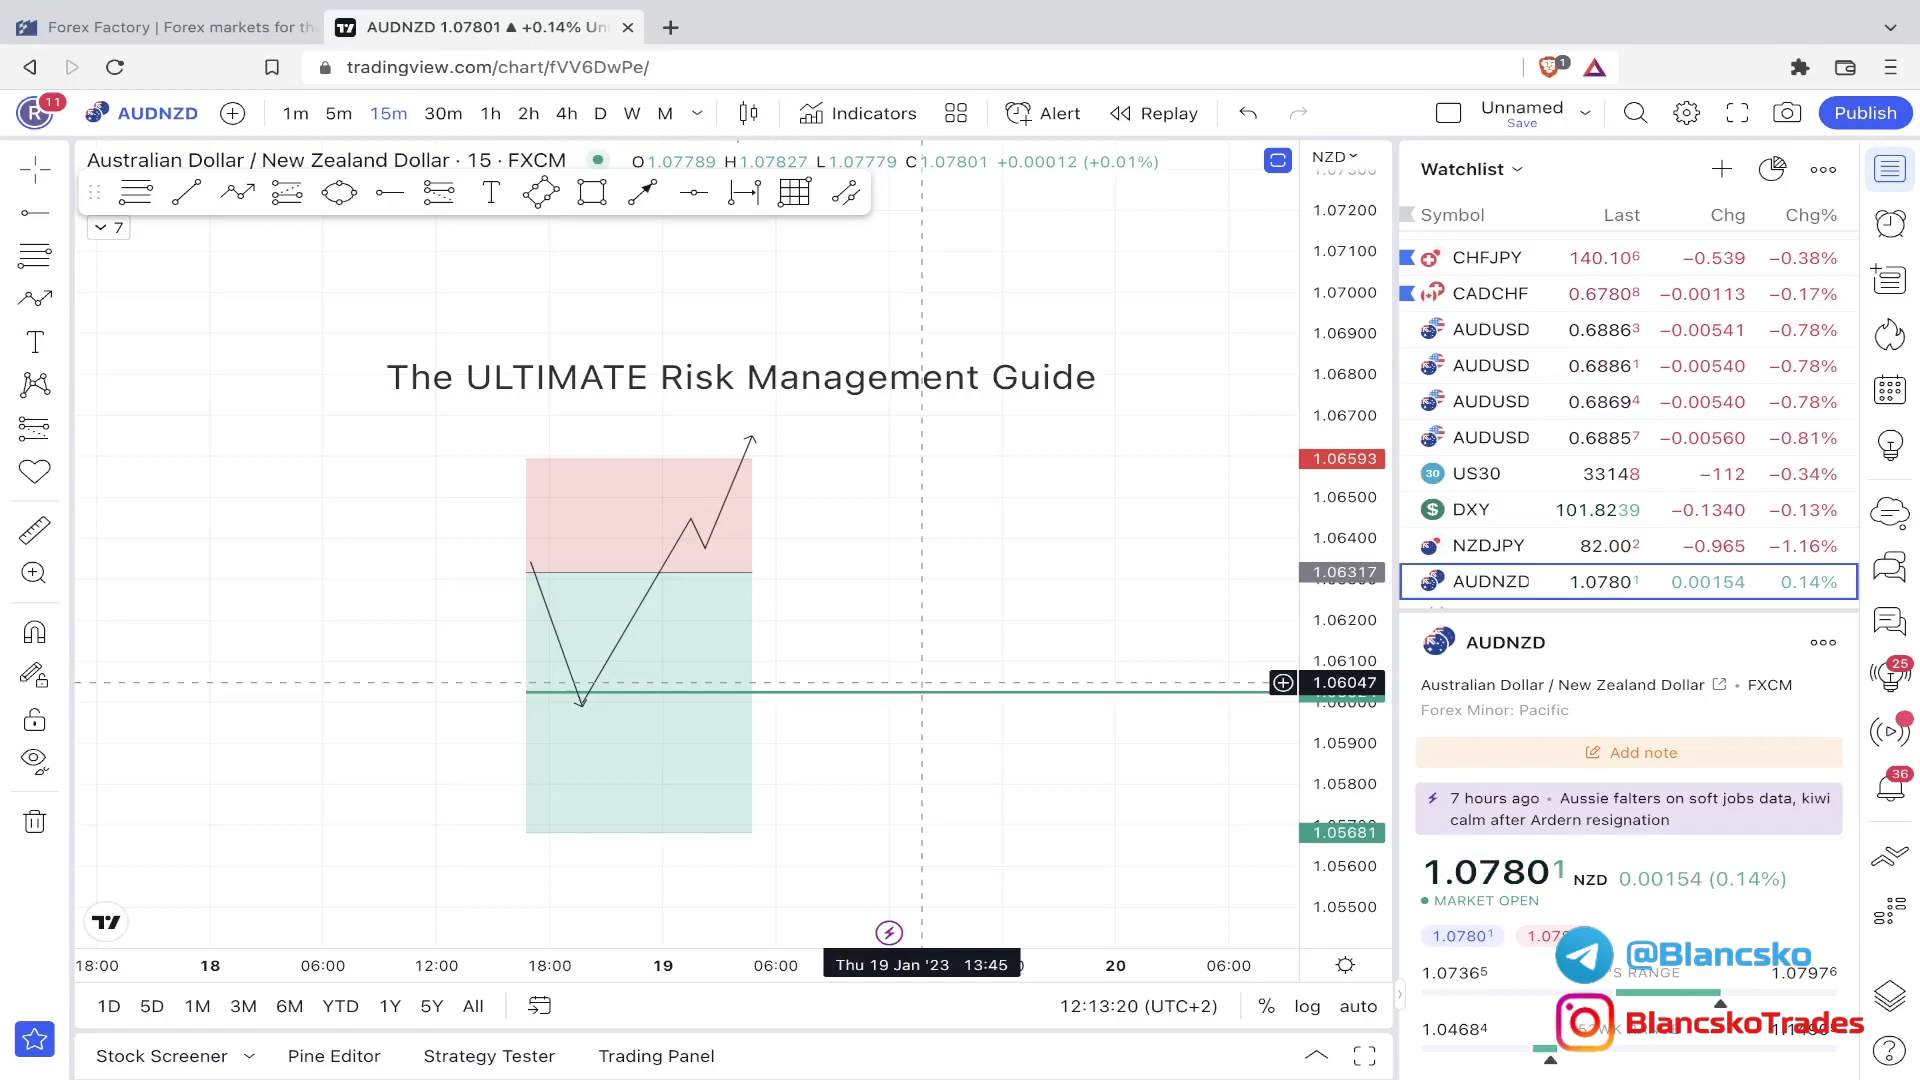 Forex Factory | Forex markets for th
AUDNZD 1.07801 ▲ +0.14% Un
tradingview.com/chart/fVV6DwPe/
1
R 11
AUDNZD
1m 5m 15m 30m 1h 2h 4h D W M
Indicators
Alert
Replay
Unnamed
Save
Publish
Australian Dollar / New Zealand Dollar · 15 · FXCM
O1.07789 H1.07827 L1.07779 C1.07801 +0.00012 (+0.01%)
NZD
7
The ULTIMATE Risk Management Guide
1.07300
1.07200
1.07100
1.07000
1.06900
1.06800
1.06700
1.06593
1.06500
1.06400
1.06317
1.06200
1.06100
1.06047
1.06000
1.05900
1.05800
1.05681
1.05600
1.05500
18:00 18 06:00 12:00 18:00 19 06:00 Thu 19 Jan '23 13:45 20 06:00
1D 5D 1M 3M 6M YTD 1Y 5Y All
12:13:20 (UTC+2) % log auto
Stock Screener Pine Editor Strategy Tester Trading Panel
Watchlist
Symbol Last Chg Chg%
CHFJPY 140.106 −0.539 −0.38%
CADCHF 0.67808 −0.00113 −0.17%
AUDUSD 0.68863 −0.00541 −0.78%
AUDUSD 0.68861 −0.00540 −0.78%
AUDUSD 0.68694 −0.00540 −0.78%
AUDUSD 0.68857 −0.00560 −0.81%
30 US30 33148 −112 −0.34%
$ DXY 101.8239 −0.1340 −0.13%
NZDJPY 82.002 −0.965 −1.16%
AUDNZD 1.07801 0.00154 0.14%
AUDNZD
Australian Dollar / New Zealand Dollar • FXCM
Forex Minor: Pacific
Add note
7 hours ago • Aussie falters on soft jobs data, kiwi
calm after Ardern resignation
1.07801 NZD 0.00154 (0.14%)
MARKET OPEN
1.07801
@Blancsko
1.07365 'S RANGE 1.07976
BlancskoTrades
1.04684
25
36